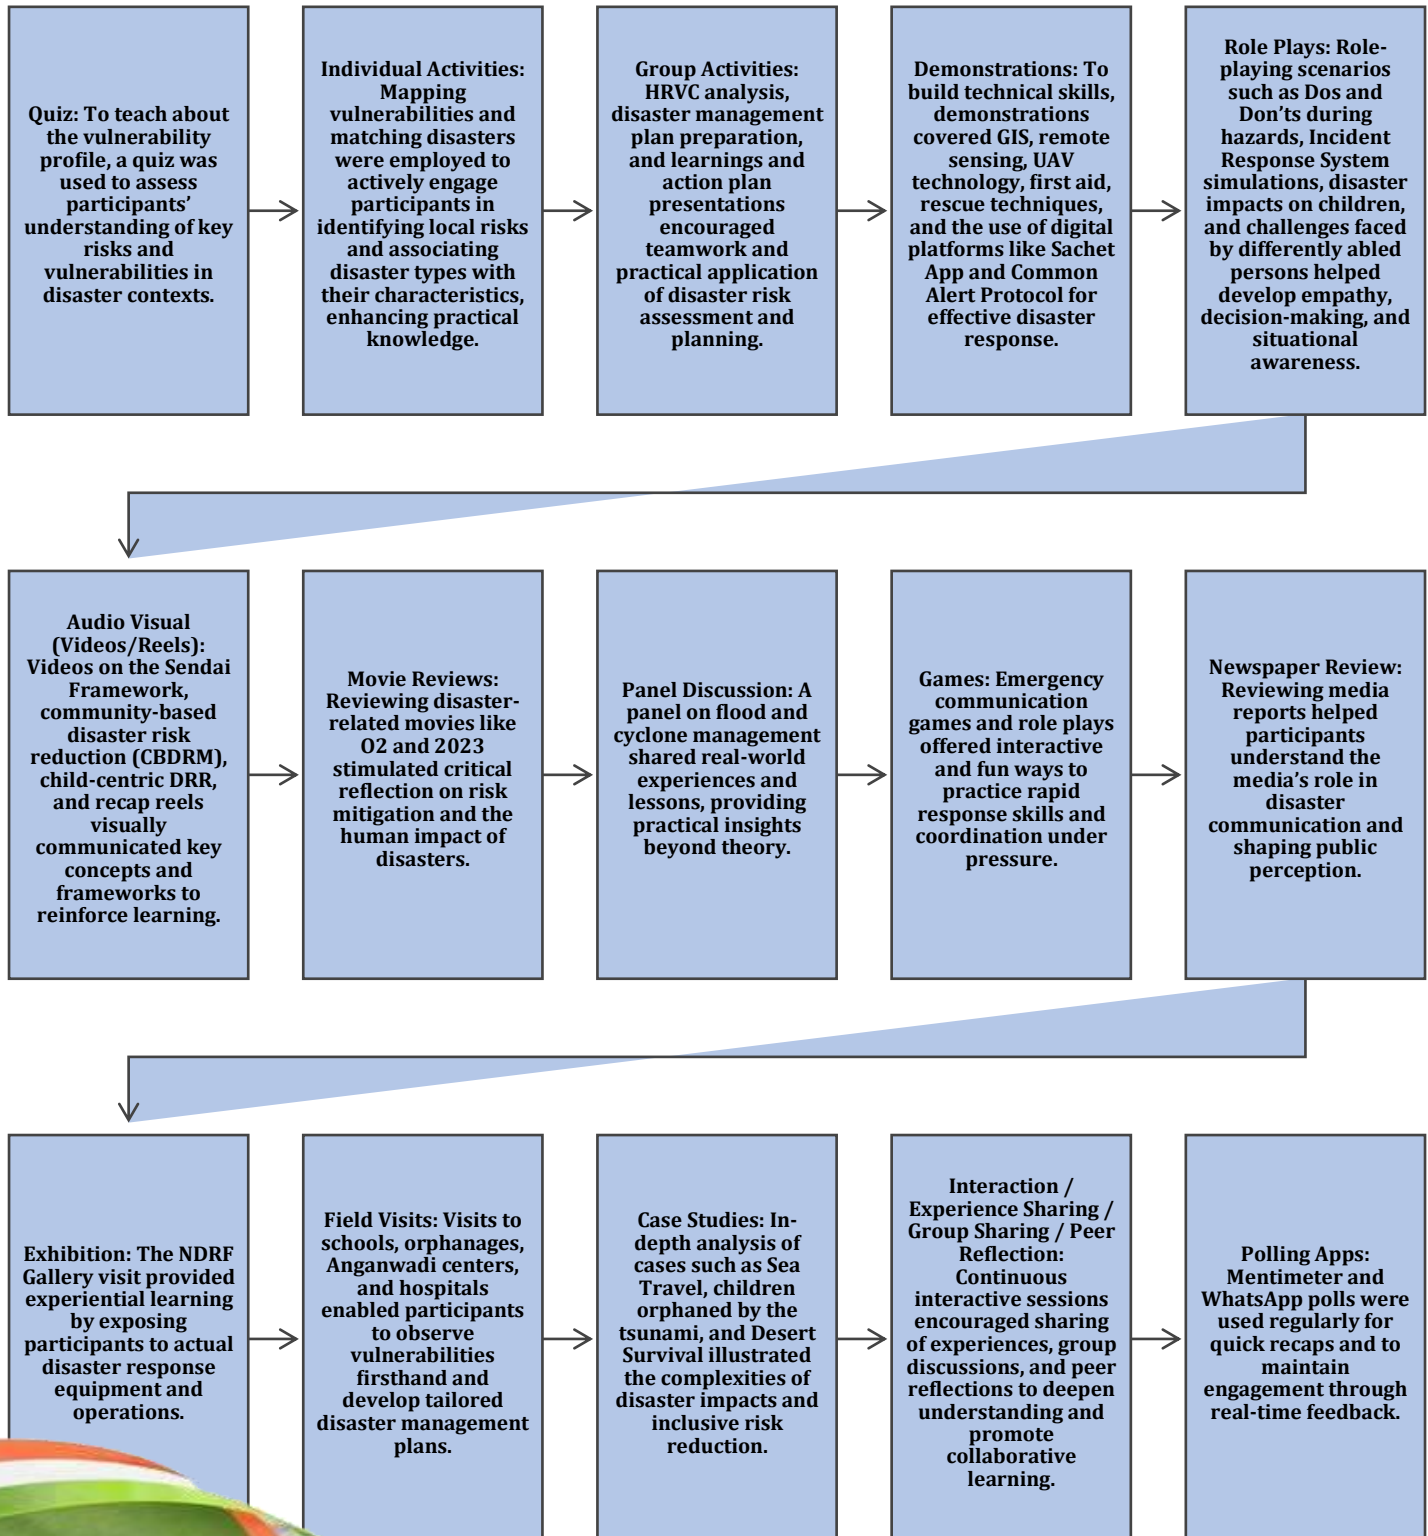 Quiz: To teach about
the vulnerability
profile, a quiz was
used to assess
participants’
understanding of key
risks and
vulnerabilities in
disaster contexts.
Individual Activities:
Mapping
vulnerabilities and
matching disasters
were employed to
actively engage
participants in
identifying local risks
and associating
disaster types with
their characteristics,
enhancing practical
knowledge.
Group Activities:
HRVC analysis,
disaster management
plan preparation,
and learnings and
action plan
presentations
encouraged
teamwork and
practical application
of disaster risk
assessment and
planning.
Demonstrations: To
build technical skills,
demonstrations
covered GIS, remote
sensing, UAV
technology, first aid,
rescue techniques,
and the use of digital
platforms like Sachet
App and Common
Alert Protocol for
effective disaster
response.
Role Plays: Role-
playing scenarios
such as Dos and
Don’ts during
hazards, Incident
Response System
simulations, disaster
impacts on children,
and challenges faced
by differently abled
persons helped
develop empathy,
decision-making, and
situational
awareness.
Audio Visual
(Videos/Reels):
Videos on the Sendai
Framework,
community-based
disaster risk
reduction (CBDRM),
child-centric DRR,
and recap reels
visually
communicated key
concepts and
frameworks to
reinforce learning.
Movie Reviews:
Reviewing disaster-
related movies like
O2 and 2023
stimulated critical
reflection on risk
mitigation and the
human impact of
disasters.
Panel Discussion: A
panel on flood and
cyclone management
shared real-world
experiences and
lessons, providing
practical insights
beyond theory.
Games: Emergency
communication
games and role plays
offered interactive
and fun ways to
practice rapid
response skills and
coordination under
pressure.
Newspaper Review:
Reviewing media
reports helped
participants
understand the
media’s role in
disaster
communication and
shaping public
perception.
Exhibition: The NDRF
Gallery visit provided
experiential learning
by exposing
participants to actual
disaster response
equipment and
operations.
Field Visits: Visits to
schools, orphanages,
Anganwadi centers,
and hospitals
enabled participants
to observe
vulnerabilities
firsthand and
develop tailored
disaster management
plans.
Case Studies: In-
depth analysis of
cases such as Sea
Travel, children
orphaned by the
tsunami, and Desert
Survival illustrated
the complexities of
disaster impacts and
inclusive risk
reduction.
Interaction /
Experience Sharing /
Group Sharing / Peer
Reflection:
Continuous
interactive sessions
encouraged sharing
of experiences, group
discussions, and peer
reflections to deepen
understanding and
promote
collaborative
learning.
Polling Apps:
Mentimeter and
WhatsApp polls were
used regularly for
quick recaps and to
maintain
engagement through
real-time feedback.